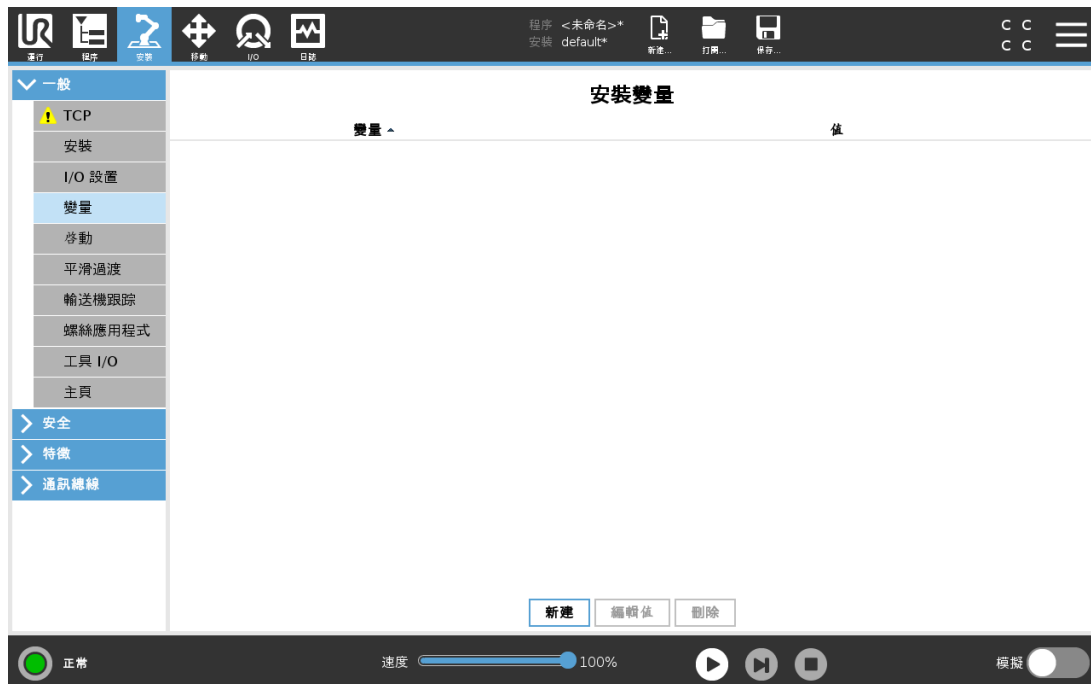 程序 <未命名>*
安裝 default*
新建...
打開...
保存...
C C
C C
UR
運行
程序
安裝
移動
I/O
日誌
一般
TCP
安裝
I/O 設置
變量
啓動
平滑過渡
輸送機跟踪
螺絲應用程式
工具 I/O
主頁
安全
特徵
通訊總線
安裝變量
變量
值
新建
編輯值
刪除
正常
速度
100%
模擬